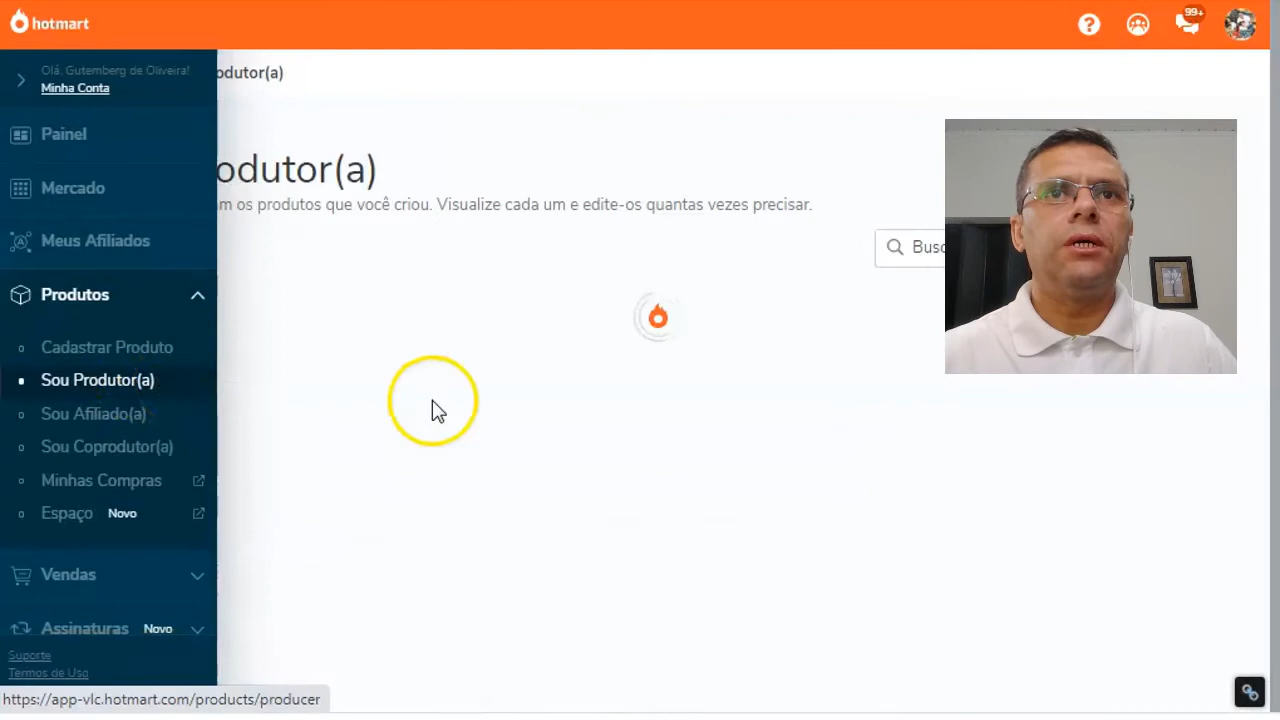 hotmart
99+
Olá, Gutemberg de Oliveira!
Minha Conta
odutor(a)
Painel
Mercado
Meus Afiliados
Produtos
Cadastrar Produto
Sou Produtor(a)
Sou Afiliado(a)
Sou Coprodutor(a)
Minhas Compras
Espaço Novo
Vendas
Assinaturas Novo
Suporte
Termos de Uso
odutor(a)
m os produtos que você criou. Visualize cada um e edite-os quantas vezes precisar.
Busc
https://app-vlc.hotmart.com/products/producer